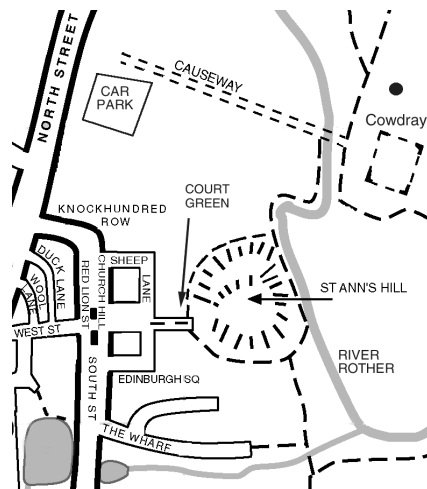 NORTH STREET
CAUSEWAY
CAR
PARK
Cowdray
COURT
GREEN
KNOCKHUNDRED
ROW
DUCK LANE
WOOL
LANE
RED LION ST
CHURCH HILL
SHEEP
LANE
ST ANN'S HILL
WEST ST
RIVER
ROTHER
SOUTH ST
EDINBURGH SQ
THE WHARF